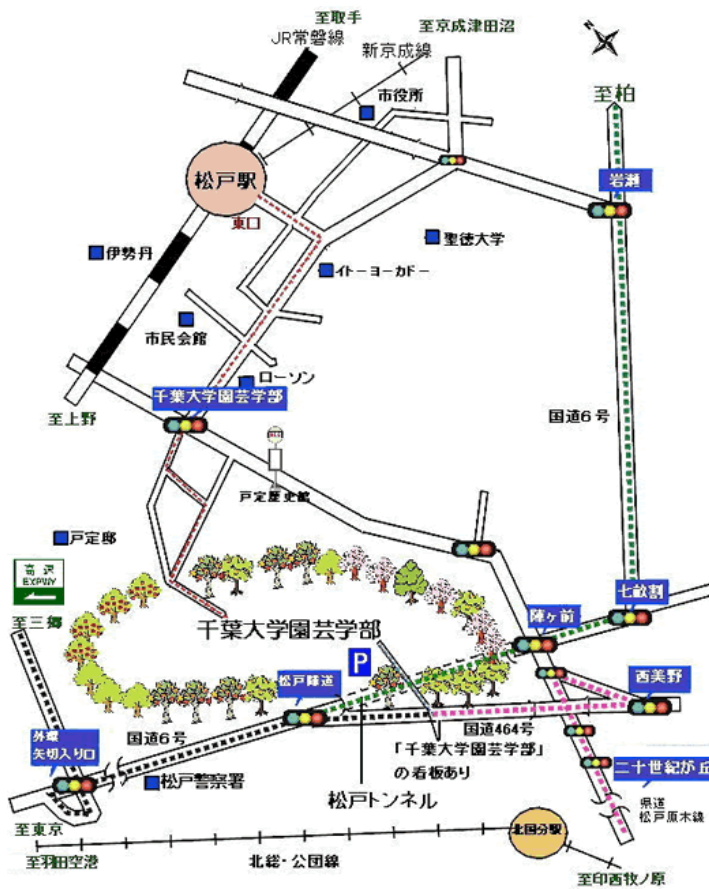 至取手
JR常磐線
新京成線
至京成津田沼
N
市役所
至柏
松戸駅
岩瀬
東口
聖徳大学
伊勢丹
イトーヨーカドー
市民会館
ローソン
千葉大学園芸学部
至上野
国道6号
戸定歴史館
戸定邸
高速
EXPWY
至三郷
七畝割
陣ヶ前
千葉大学園芸学部
P
松戸隧道
西美野
国道6号
国道464号
外環
矢切入り口
「千葉大学園芸学部」
の看板あり
二十世紀が丘
松戸警察署
松戸トンネル
県道
松戸原木線
至東京
北国分駅
至羽田空港
北総・公団線
至印西牧ノ原